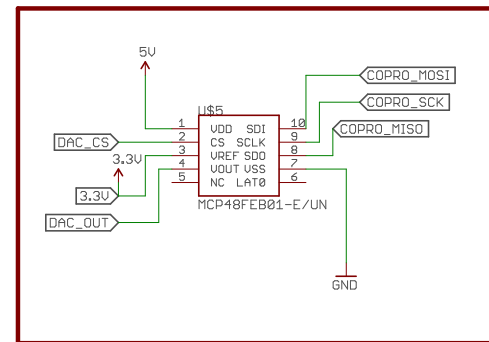 5V
U$5
COPRO_MOSI
1 VDD SDI 10
COPRO_SCK
DAC_CS
2 CS SCLK 9
COPRO_MISO
3.3V
3 VREF SDO 8
4 VOUT VSS 7
3.3V
5 NC LAT0 6
MCP48FEB01-E/UN
DAC_OUT
GND